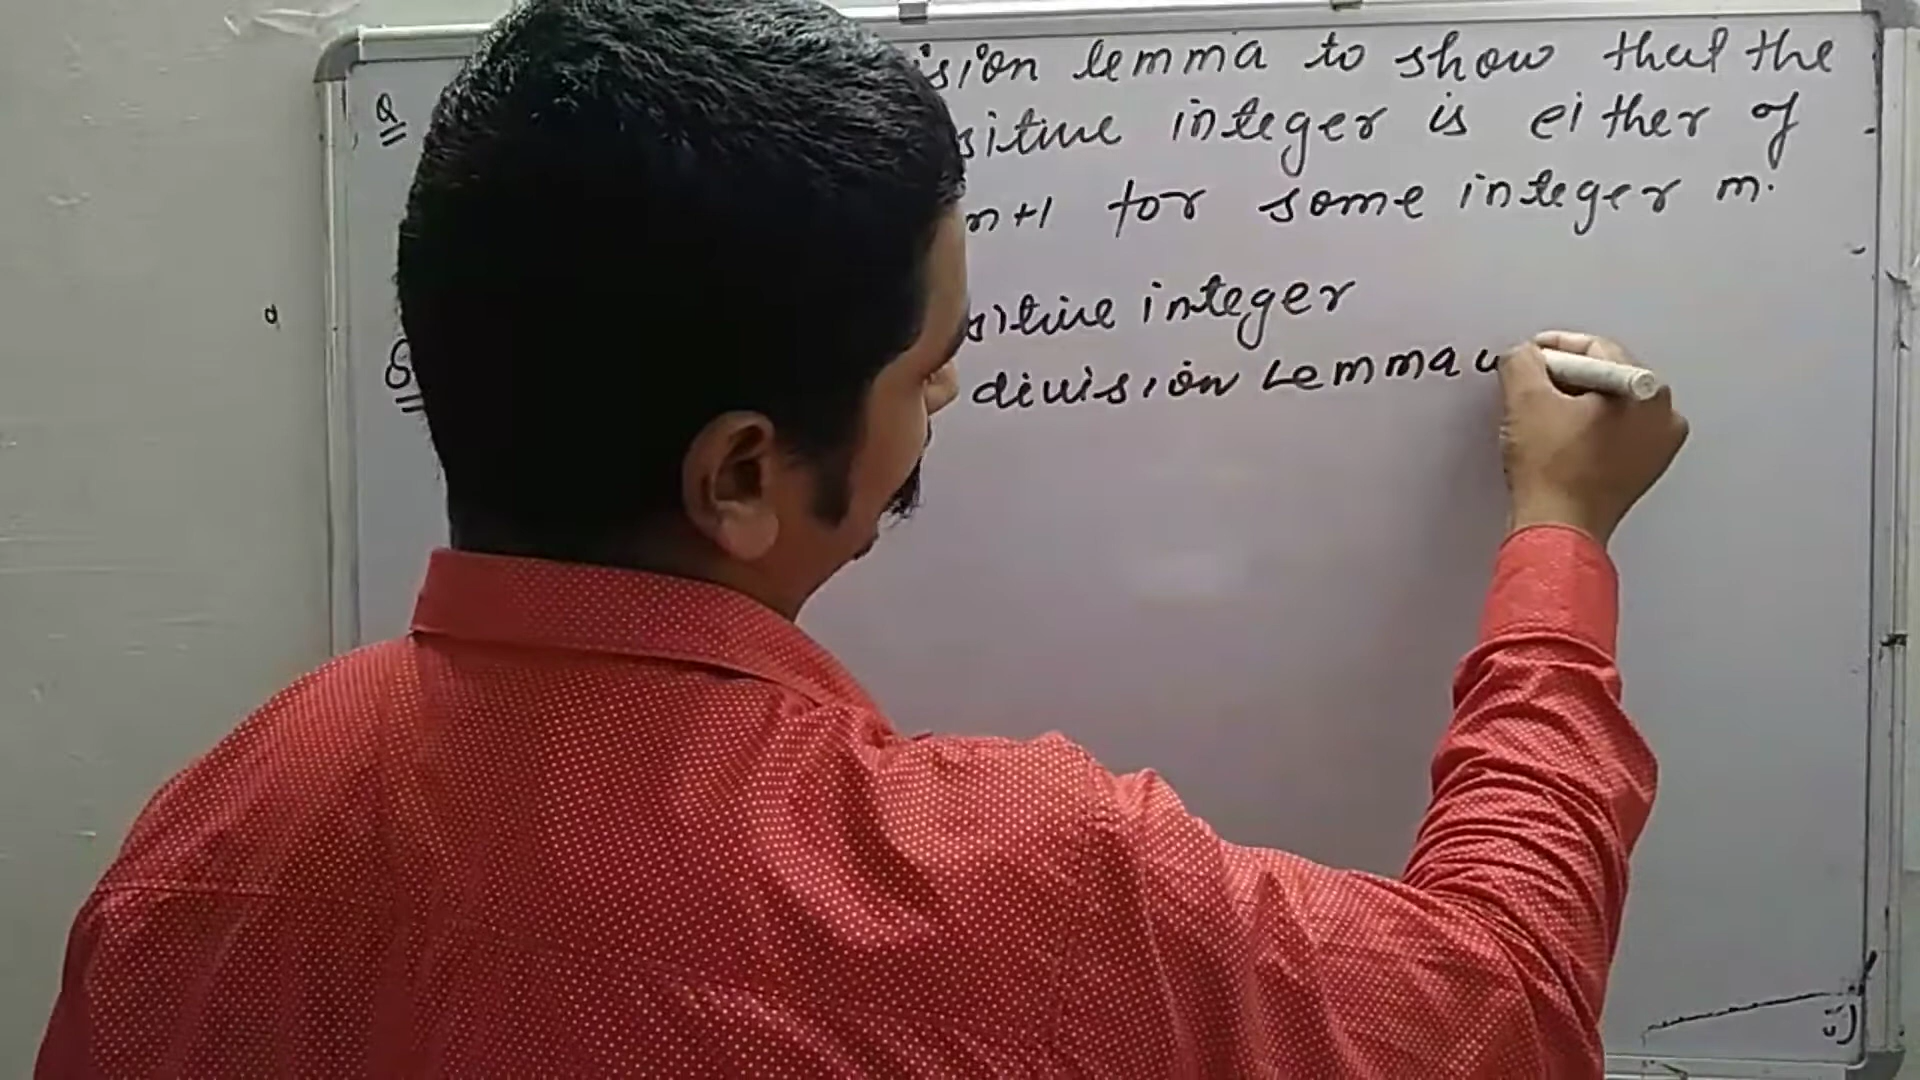 Q ision lemma to show that the
sitive integer is either of
m+1 for some integer m.
sitive integer
S division Lemma